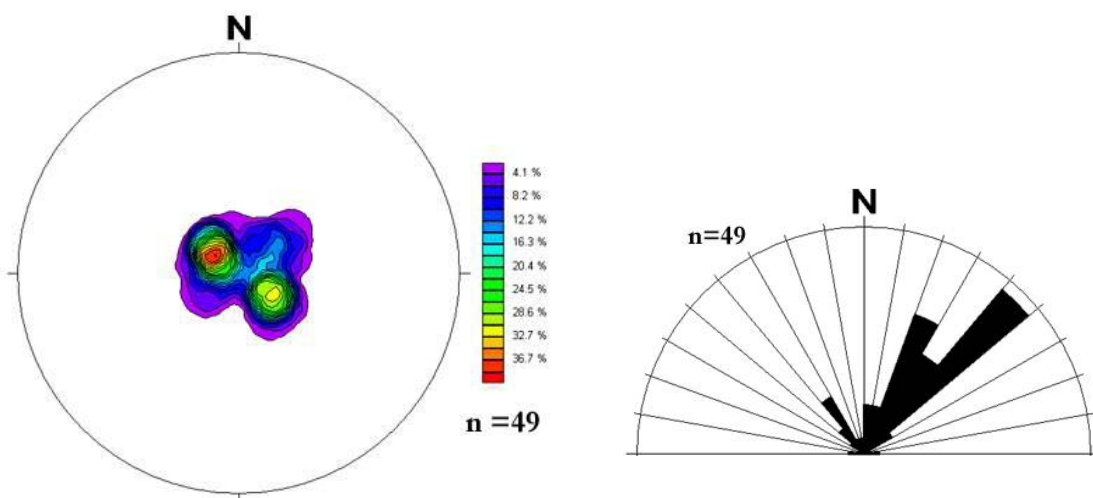 N
4.1 %
8.2 %
12.2 %
16.3 %
20.4 %
24.5 %
28.6 %
32.7 %
36.7 %
n =49
N
n=49